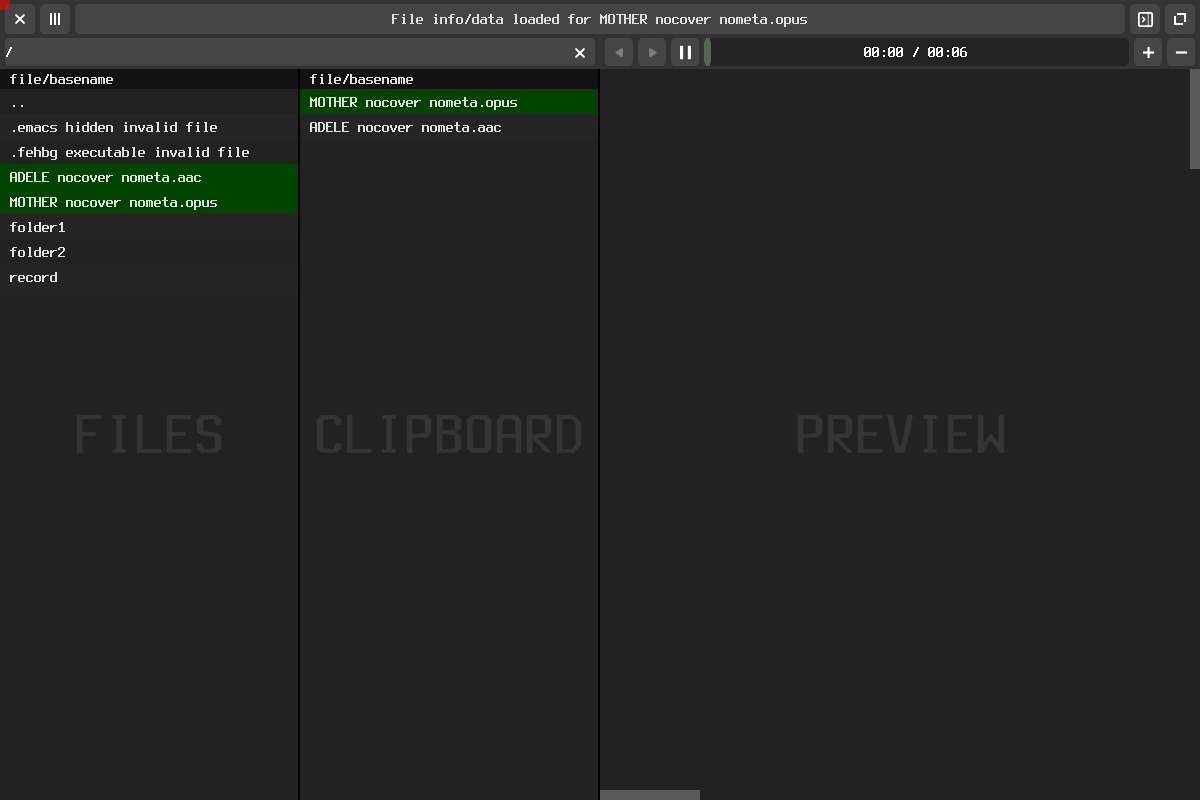 File info/data loaded for MOTHER nocover nometa.opus
/
00:00 / 00:06
file/basename
..
.emacs hidden invalid file
.fehbg executable invalid file
ADELE nocover nometa.aac
MOTHER nocover nometa.opus
folder1
folder2
record
FILES
file/basename
MOTHER nocover nometa.opus
ADELE nocover nometa.aac
CLIPBOARD
PREVIEW